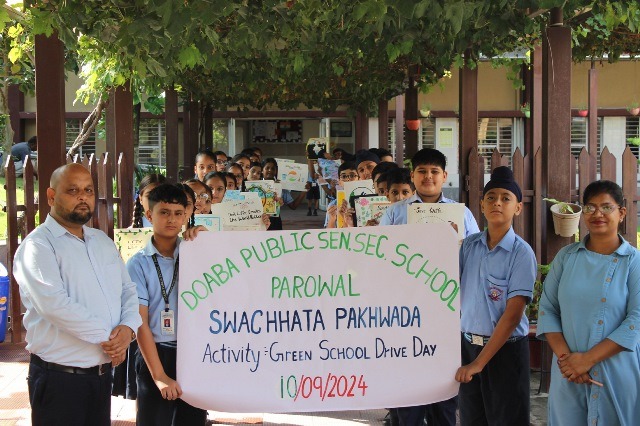 DOABA PUBLIC SEN. SEC. SCHOOL
PAROWAL
SWACHHATA PAKHWADA
Activity : GREEN SCHOOL DRIVE DAY
10/09/2024